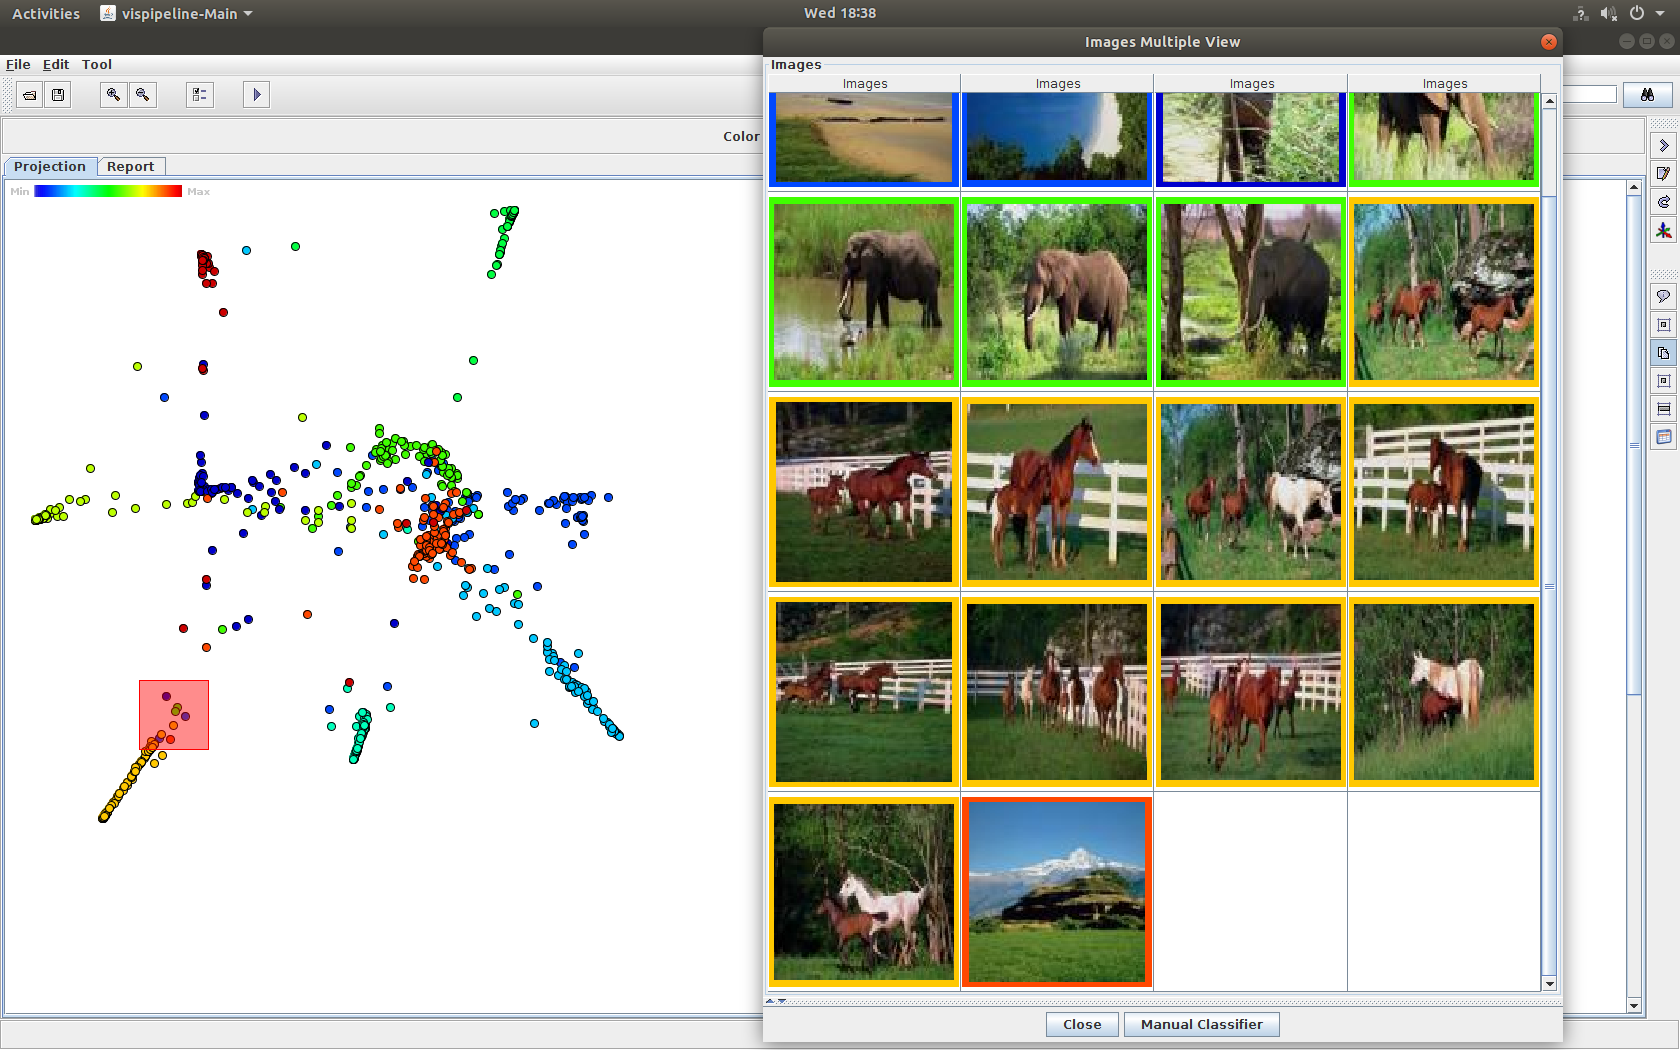 Activities
vispipeline-Main
Wed 18:38
Images Multiple View
File Edit Tool
Images
Images Images Images Images
Color
Projection Report
Min Max
Close Manual Classifier